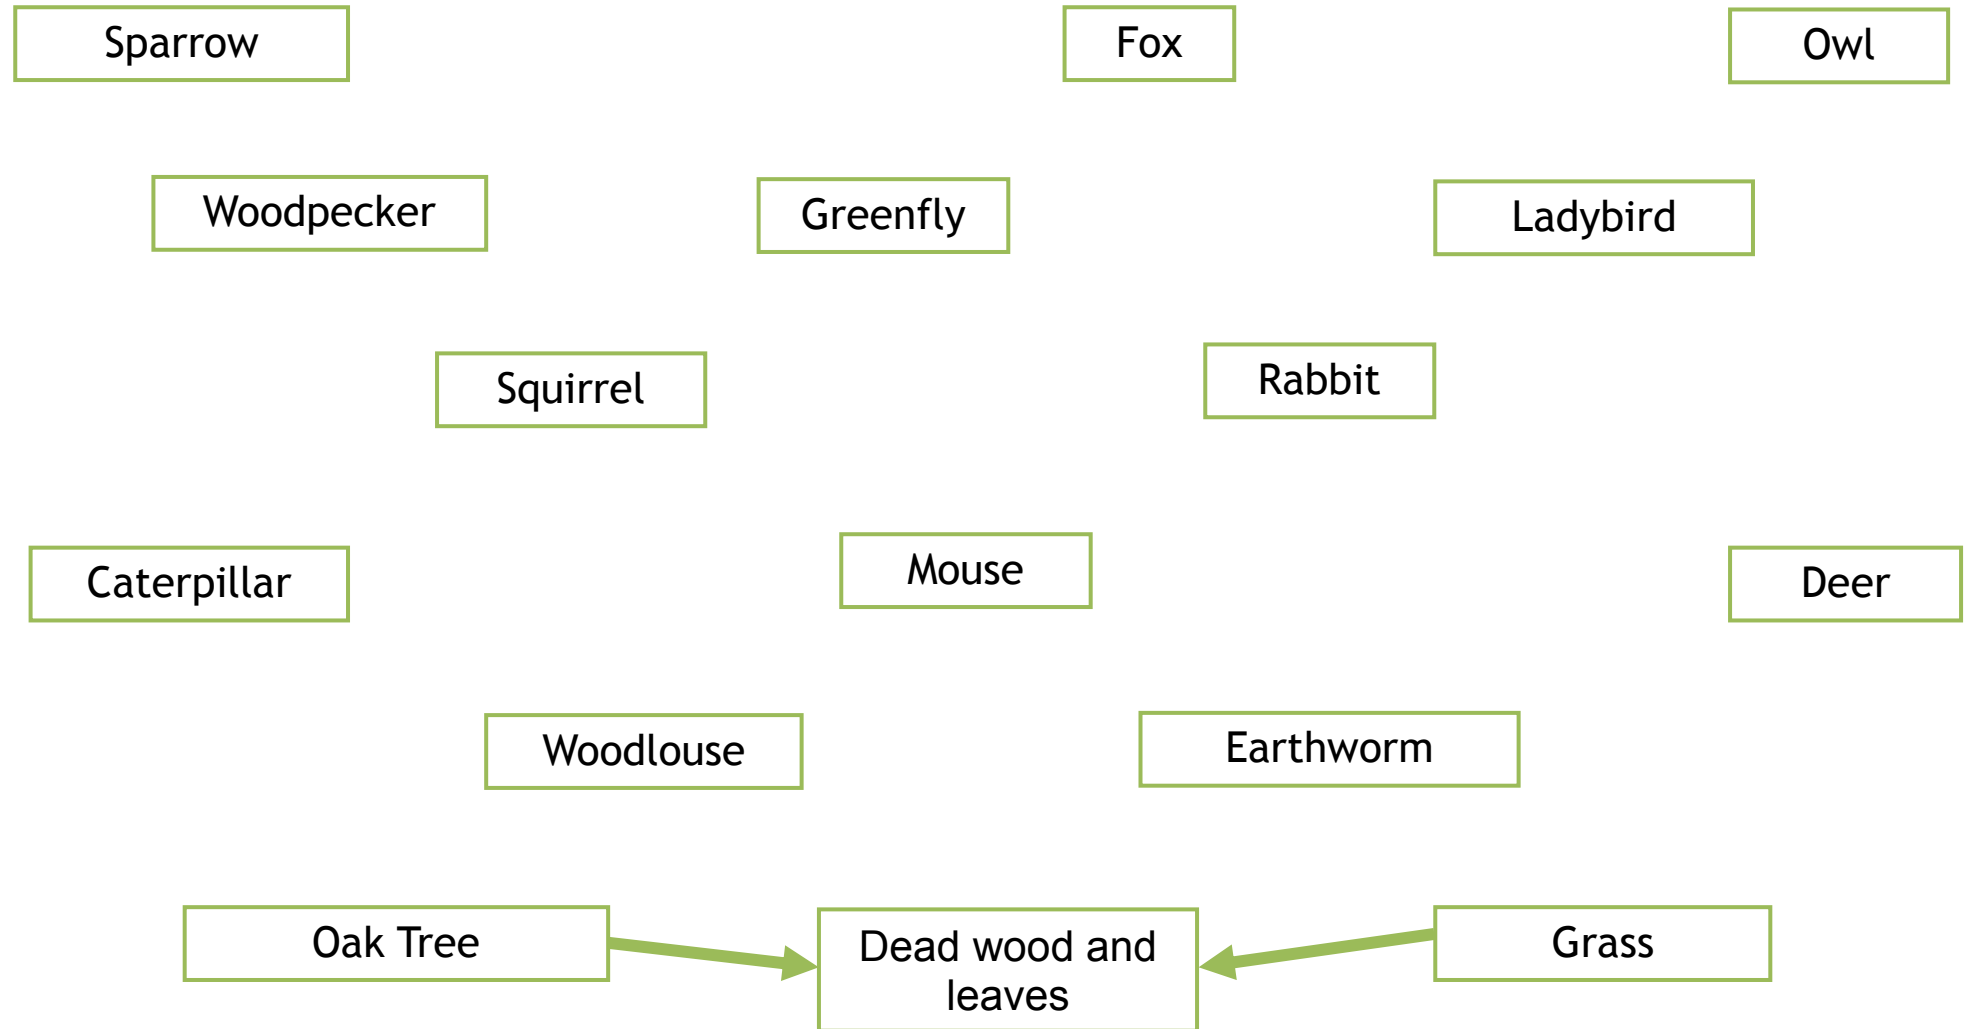 Sparrow
Fox
Owl
Woodpecker
Greenfly
Ladybird
Squirrel
Rabbit
Caterpillar
Mouse
Deer
Woodlouse
Earthworm
Oak Tree
Dead wood and
leaves
Grass